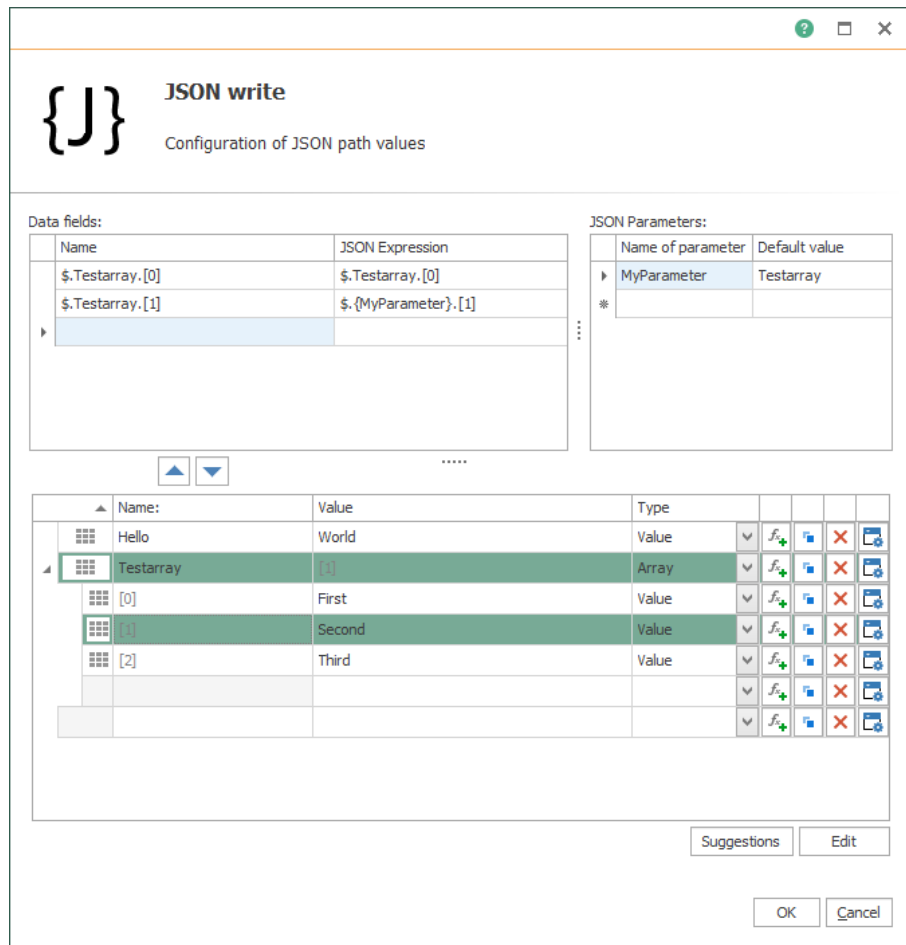 ?
{J}
JSON write
Configuration of JSON path values
Data fields:
JSON Parameters:
Name JSON Expression
Name of parameter Default value
$.Testarray.[0] $.Testarray.[0]
MyParameter Testarray
$.Testarray.[1] $.{MyParameter}.[1]
Name: Value Type
Hello World Value
Testarray [1] Array
[0] First Value
[1] Second Value
[2] Third Value
Suggestions Edit
OK Cancel